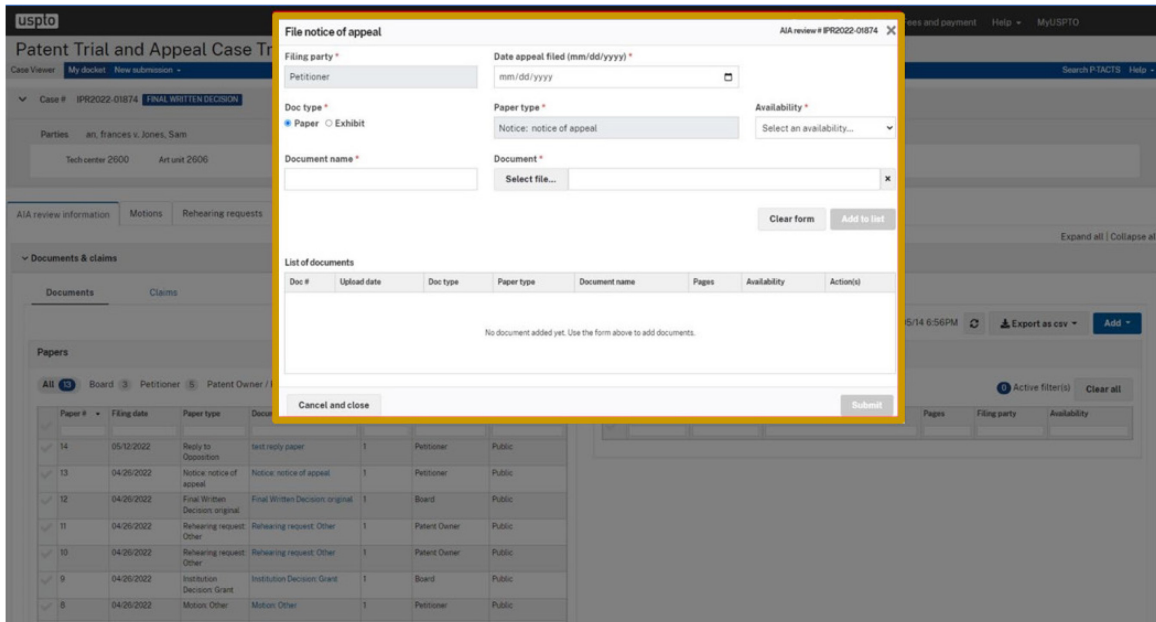 uspto
ees and payment Help MyUSPTO
Patent Trial and Appeal Case Tr
Case Viewer My docket New submission
Search P-TACTS Help
Case # IPR2022-01874 FINAL WRITTEN DECISION
Parties an, frances v. Jones, Sam
Tech center 2600 Art unit 2606
AIA review information Motions Rehearing requests
Expand all | Collapse al
Documents & claims
Documents Claims
5/14 6:56PM Export as csv Add
Papers
All 13 Board 3 Petitioner 5 Patent Owner /
0 Active filter(s) Clear all
Paper # Filing date Paper type Docu
Pages Filing party Availability
14 05/12/2022 Reply to Opposition test reply paper 1 Petitioner Public
13 04/26/2022 Notice: notice of appeal Notice: notice of appeal 1 Petitioner Public
12 04/26/2022 Final Written Decision: original Final Written Decision: original 1 Board Public
11 04/26/2022 Rehearing request: Other Rehearing request: Other 1 Patent Owner Public
10 04/26/2022 Rehearing request: Other Rehearing request: Other 1 Patent Owner Public
9 04/26/2022 Institution Decision: Grant Institution Decision: Grant 1 Board Public
8 04/26/2022 Motion: Other Motion: Other 1 Petitioner Public
File notice of appeal AIA review # IPR2022-01874
Filing party * Date appeal filed (mm/dd/yyyy) *
Petitioner mm/dd/yyyy
Doc type * Paper type * Availability *
Paper Exhibit Notice: notice of appeal Select an availability...
Document name * Document *
Select file...
Clear form Add to list
List of documents
Doc # Upload date Doc type Paper type Document name Pages Availability Action(s)
No document added yet. Use the form above to add documents.
Cancel and close Submit